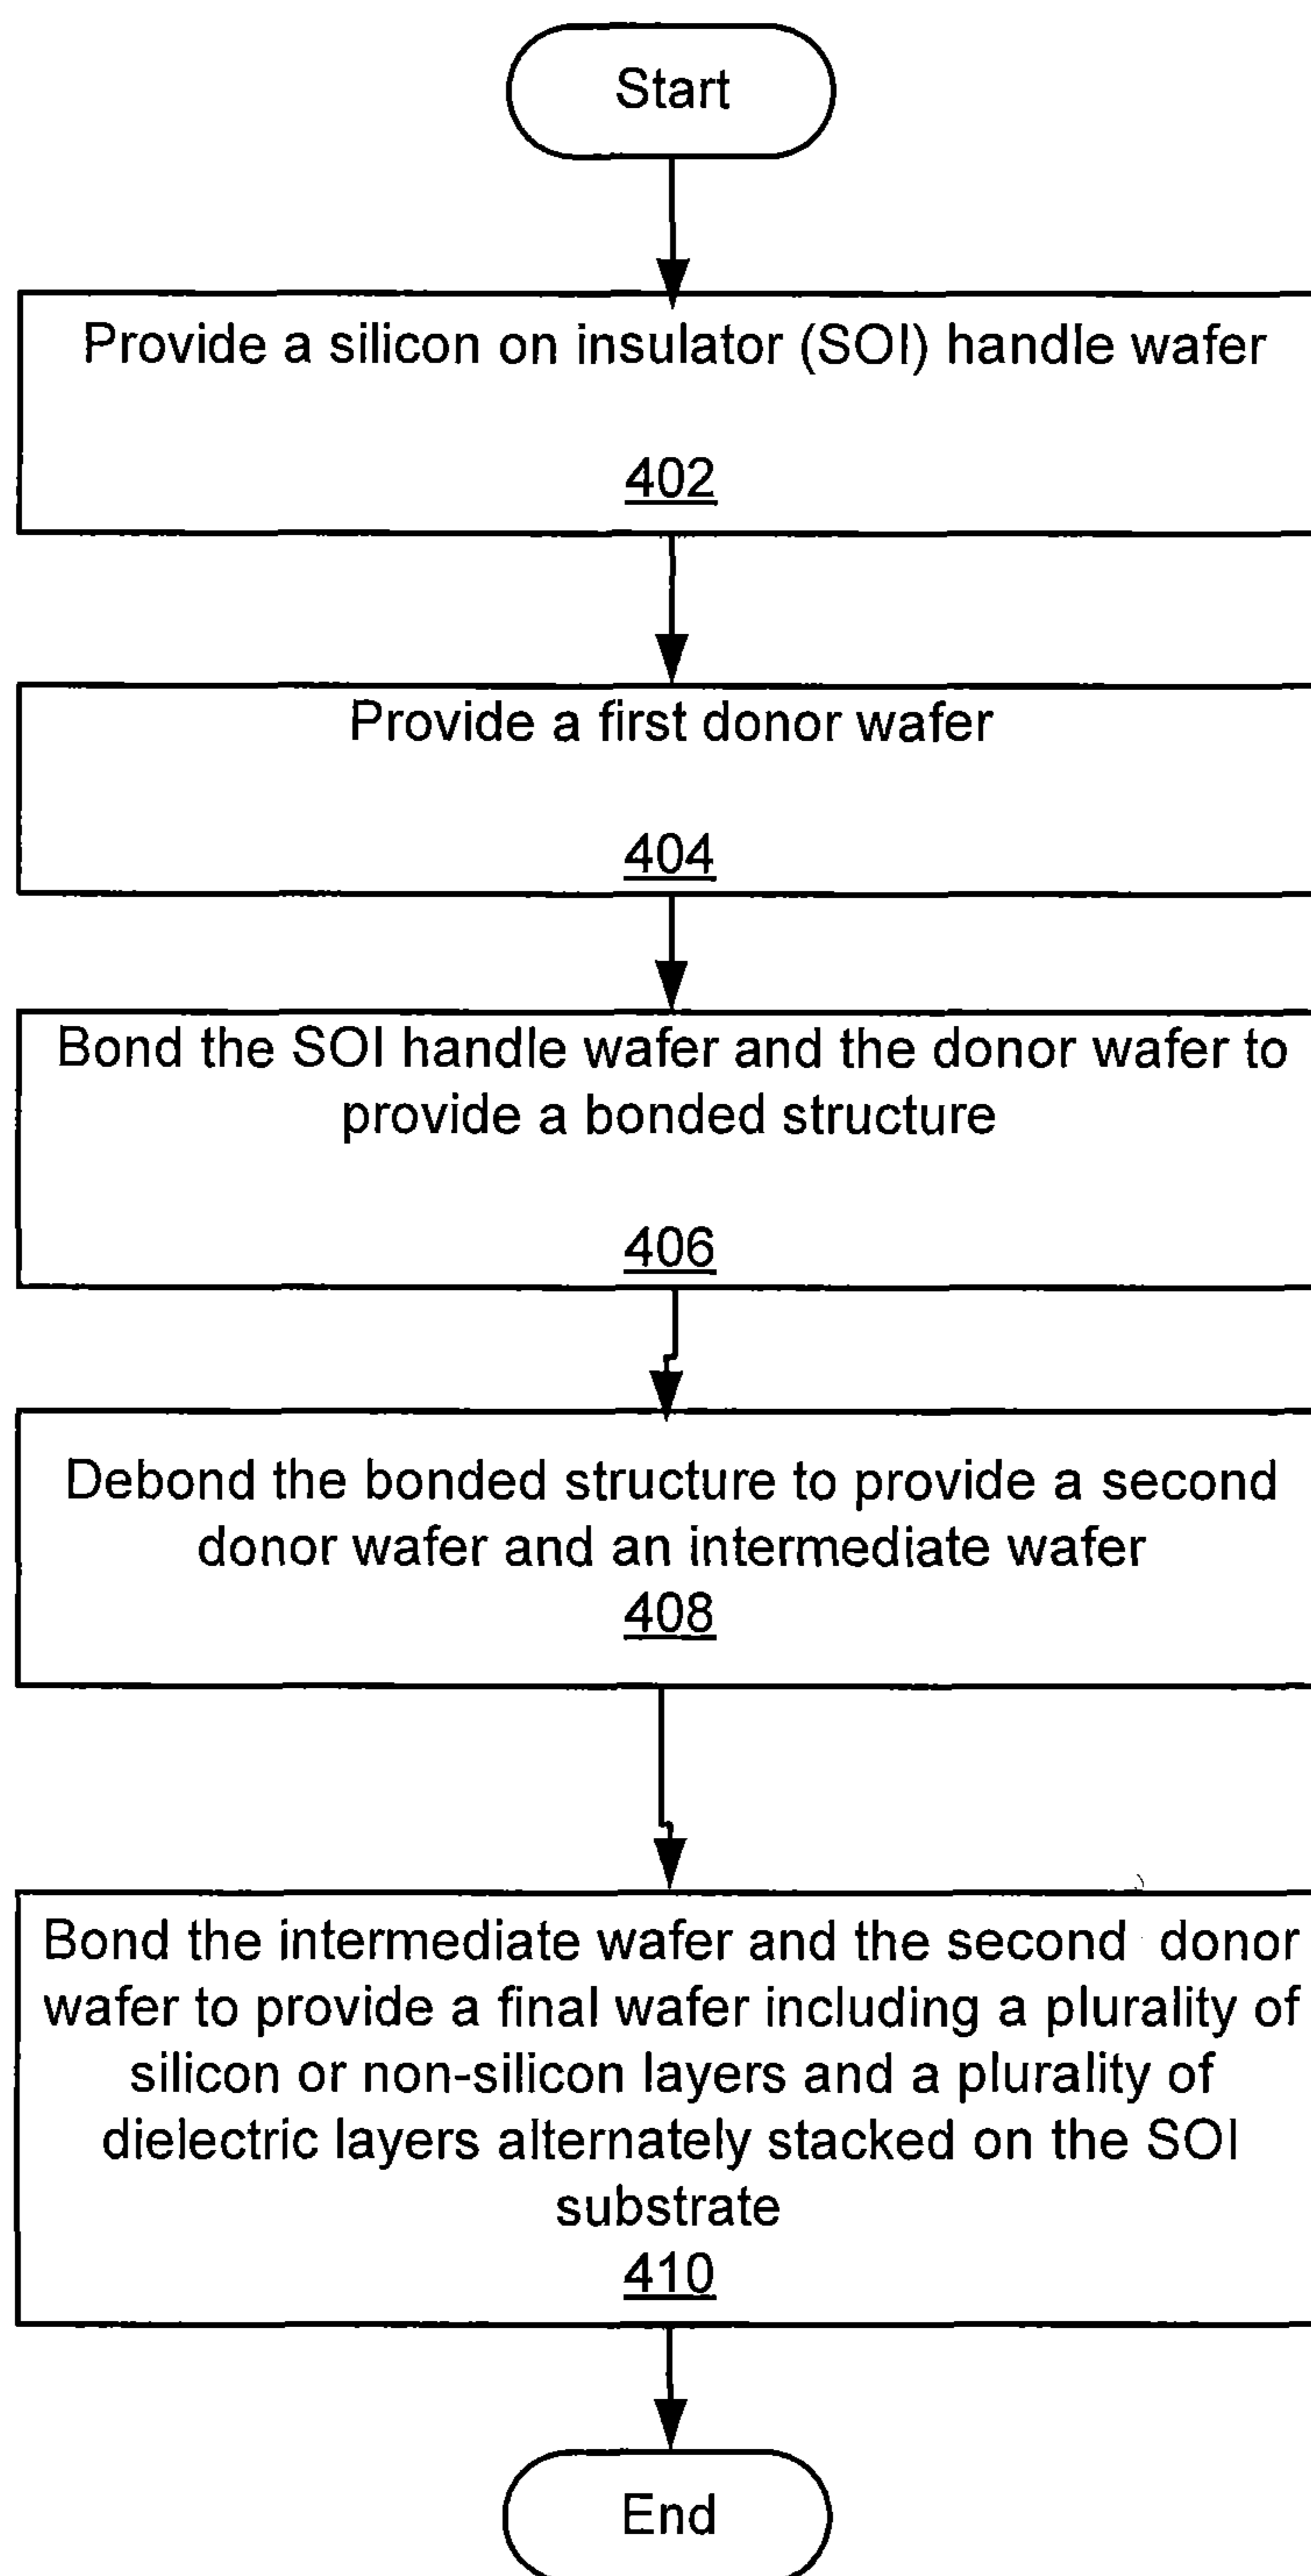 Start
Provide a silicon on insulator (SOI) handle wafer
402
Provide a first donor wafer
404
Bond the SOI handle wafer and the donor wafer to
provide a bonded structure
406
Debond the bonded structure to provide a second
donor wafer and an intermediate wafer
408
Bond the intermediate wafer and the second donor
wafer to provide a final wafer including a plurality of
silicon or non-silicon layers and a plurality of
dielectric layers alternately stacked on the SOI
substrate
410
End